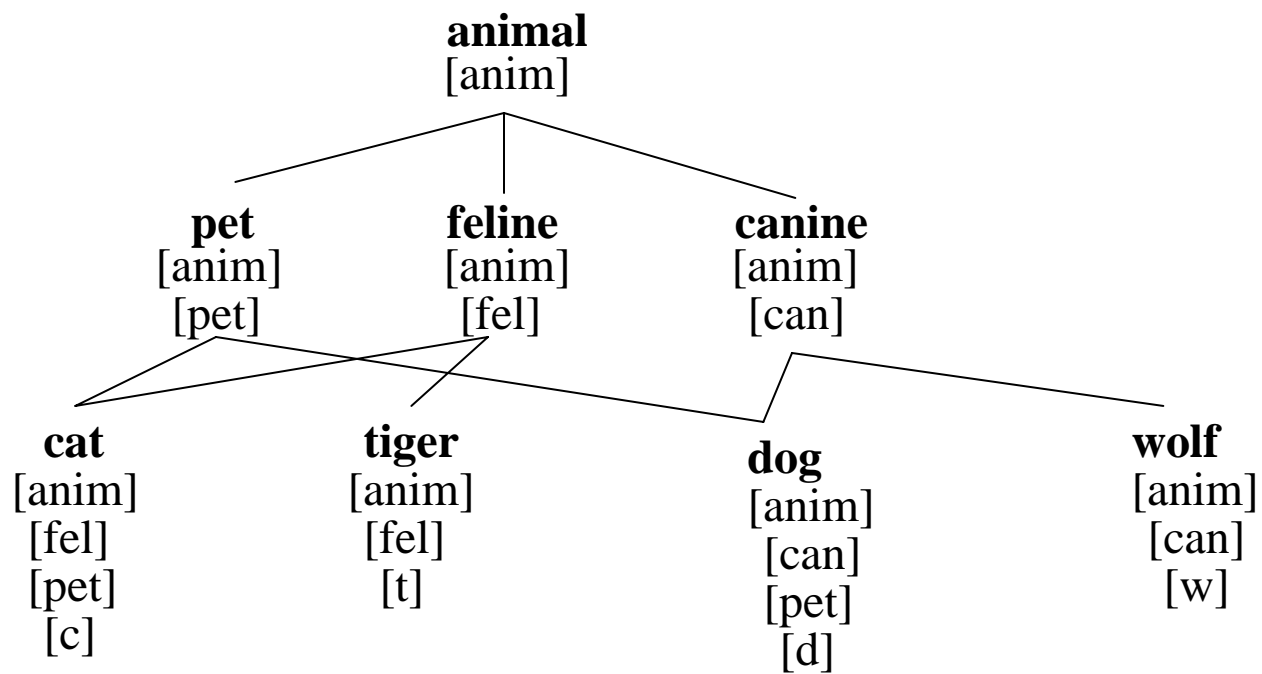 animal
[anim]
pet
[anim]
[pet]
feline
[anim]
[fel]
canine
[anim]
[can]
cat
[anim]
[fel]
[pet]
[c]
tiger
[anim]
[fel]
[t]
dog
[anim]
[can]
[pet]
[d]
wolf
[anim]
[can]
[w]